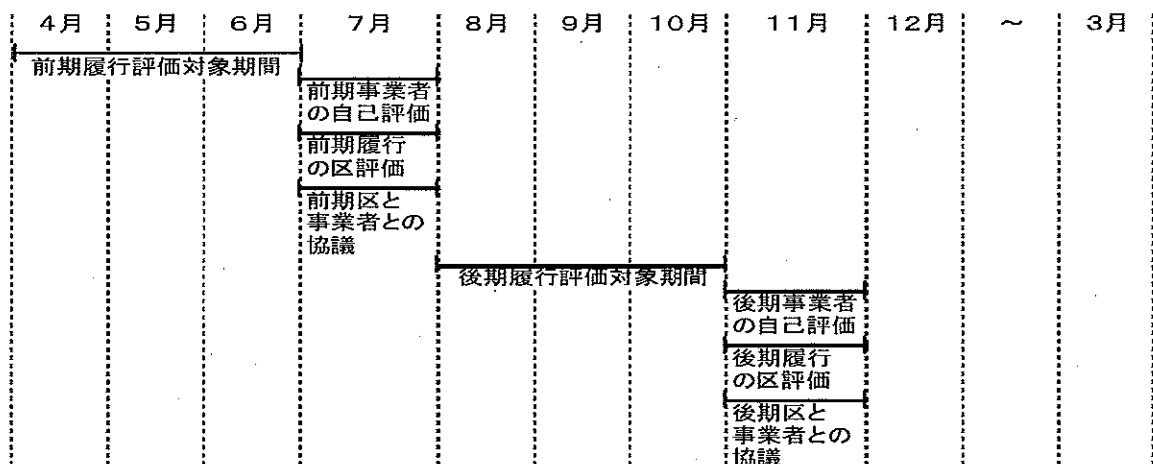 4月 5月 6月 7月 8月 9月 10月 11月 12月 ～ 3月
前期履行評価対象期間
前期事業者
の自己評価
前期履行
の区評価
前期区と
事業者との
協議
後期履行評価対象期間
後期事業者
の自己評価
後期履行
の区評価
後期区と
事業者との
協議